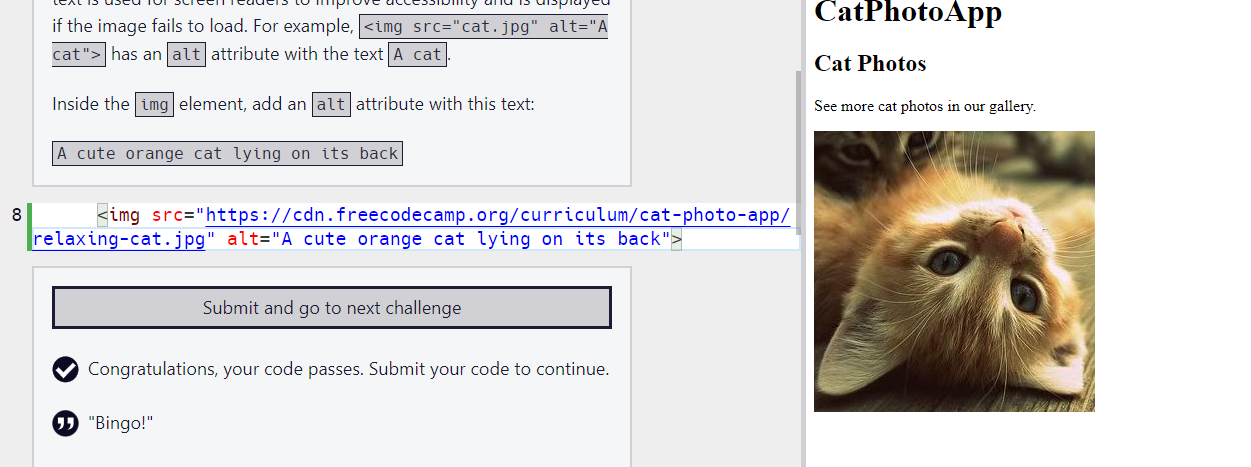 text is used for screen readers to improve accessibility and is displayed
if the image fails to load. For example, <img src="cat.jpg" alt="A
cat"> has an alt attribute with the text A cat.
Inside the img element, add an alt attribute with this text:
A cute orange cat lying on its back
8 <img src="https://cdn.freecodecamp.org/curriculum/cat-photo-app/
relaxing-cat.jpg" alt="A cute orange cat lying on its back">
Submit and go to next challenge
Congratulations, your code passes. Submit your code to continue.
"Bingo!"
CatPhotoApp
Cat Photos
See more cat photos in our gallery.